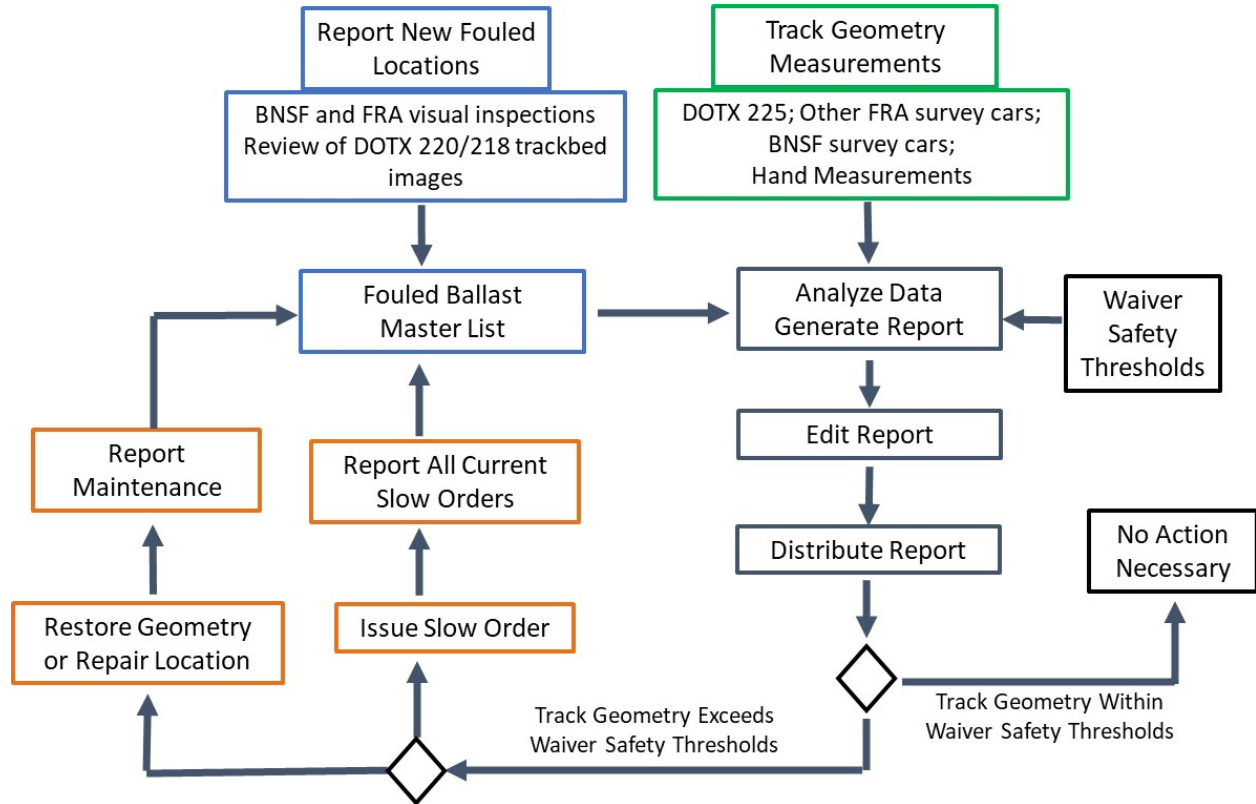 Report New Fouled
Locations
BNSF and FRA visual inspections
Review of DOTX 220/218 trackbed
images
Track Geometry
Measurements
DOTX 225; Other FRA survey cars;
BNSF survey cars;
Hand Measurements
Fouled Ballast
Master List
Analyze Data
Generate Report
Waiver
Safety
Thresholds
Report
Maintenance
Report All Current
Slow Orders
Edit Report
Distribute Report
No Action
Necessary
Restore Geometry
or Repair Location
Issue Slow Order
Track Geometry Exceeds
Waiver Safety Thresholds
Track Geometry Within
Waiver Safety Thresholds